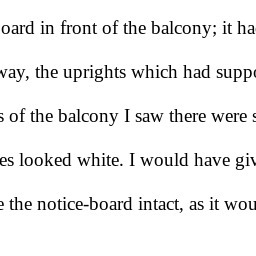 oard in front of the balcony; it ha
way, the uprights which had supp
s of the balcony I saw there were s
es looked white. I would have giv
e the notice-board intact, as it wou